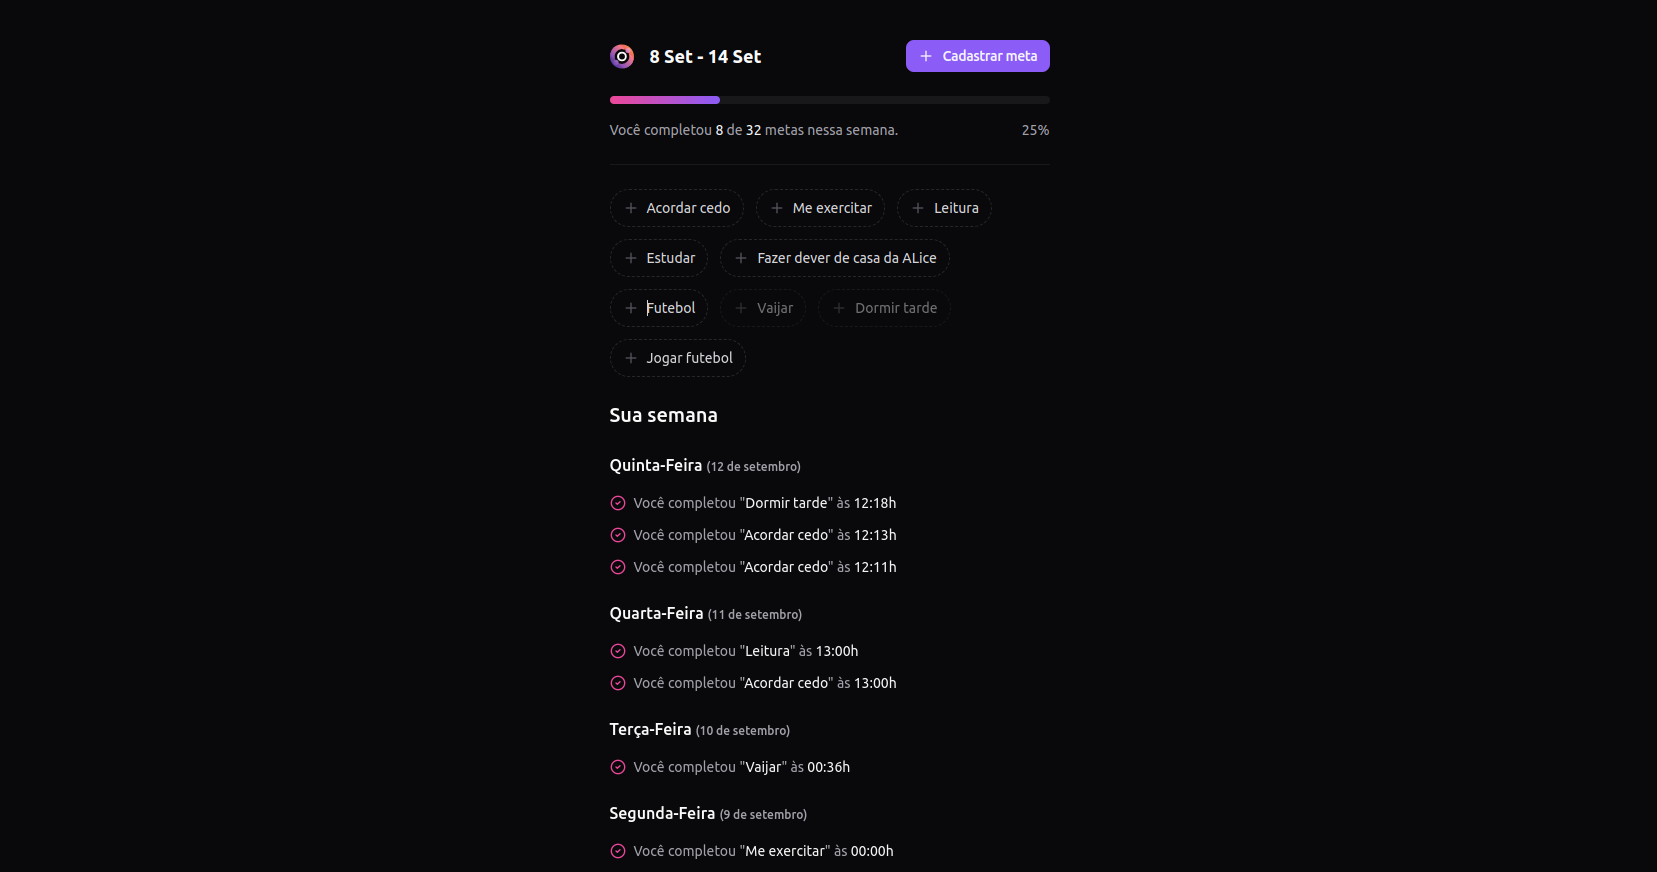 8 Set - 14 Set
+ Cadastrar meta
Você completou 8 de 32 metas nessa semana.
25%
+ Acordar cedo
+ Me exercitar
+ Leitura
+ Estudar
+ Fazer dever de casa da ALice
+ Futebol
+ Vaijar
+ Dormir tarde
+ Jogar futebol
Sua semana
Quinta-Feira (12 de setembro)
Você completou "Dormir tarde" às 12:18h
Você completou "Acordar cedo" às 12:13h
Você completou "Acordar cedo" às 12:11h
Quarta-Feira (11 de setembro)
Você completou "Leitura" às 13:00h
Você completou "Acordar cedo" às 13:00h
Terça-Feira (10 de setembro)
Você completou "Vaijar" às 00:36h
Segunda-Feira (9 de setembro)
Você completou "Me exercitar" às 00:00h